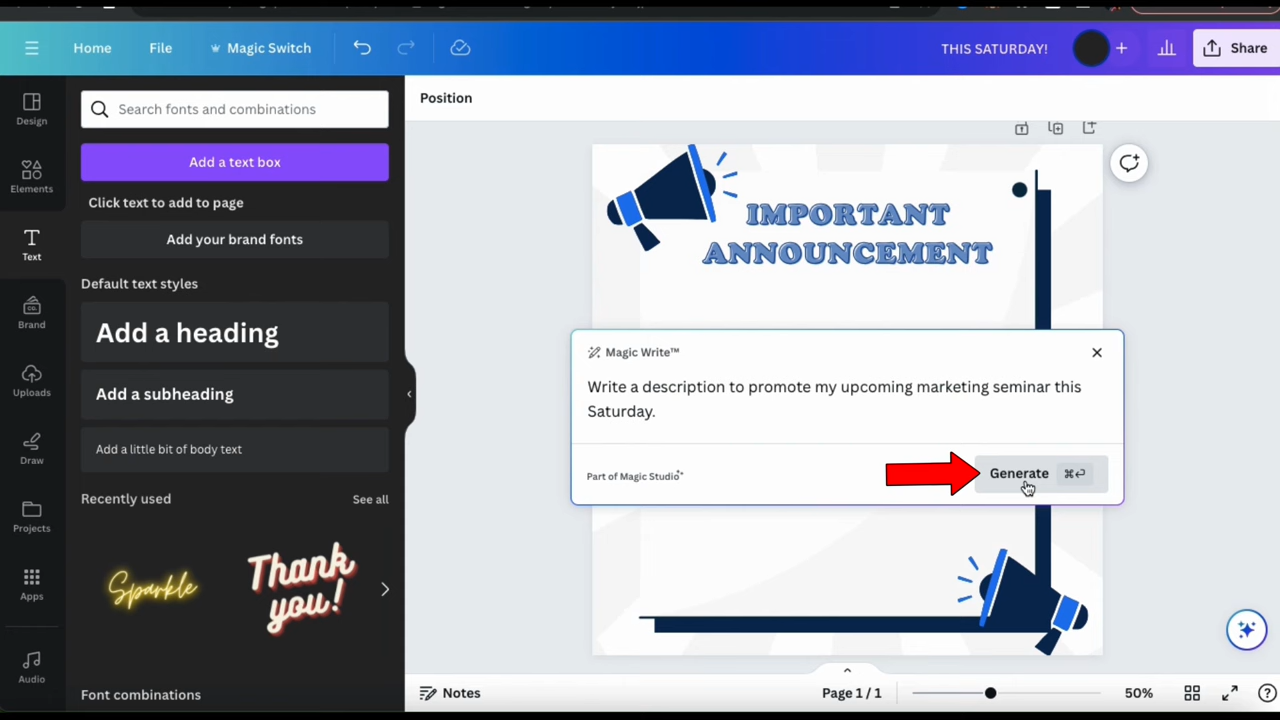 Home
File
Magic Switch
THIS SATURDAY!
Share
Design
Elements
Text
Brand
Uploads
Draw
Projects
Apps
Audio
Search fonts and combinations
Add a text box
Click text to add to page
Add your brand fonts
Default text styles
Add a heading
Add a subheading
Add a little bit of body text
Recently used
See all
Sparkle
Thank
you!
Font combinations
Position
IMPORTANT
ANNOUNCEMENT
Magic Write™
Write a description to promote my upcoming marketing seminar this
Saturday.
Part of Magic Studio
Generate ⌘↵
Notes
Page 1 / 1
50%